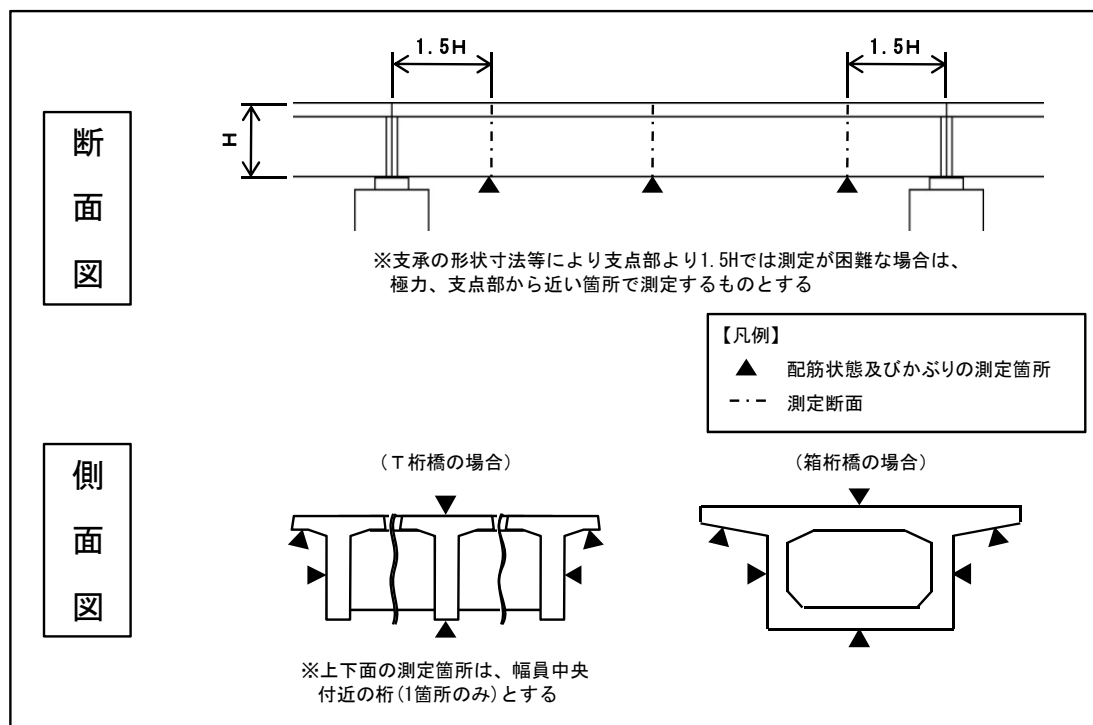 1.5H
1.5H
H
断面図
※支承の形状寸法等により支点部より1.5Hでは測定が困難な場合は、
極力、支点部から近い箇所で測定するものとする
【凡例】
▲ 配筋状態及びかぶりの測定箇所
測定断面
側面図
(T桁橋の場合)
(箱桁橋の場合)
※上下面の測定箇所は、幅員中央
付近の桁(1箇所のみ)とする